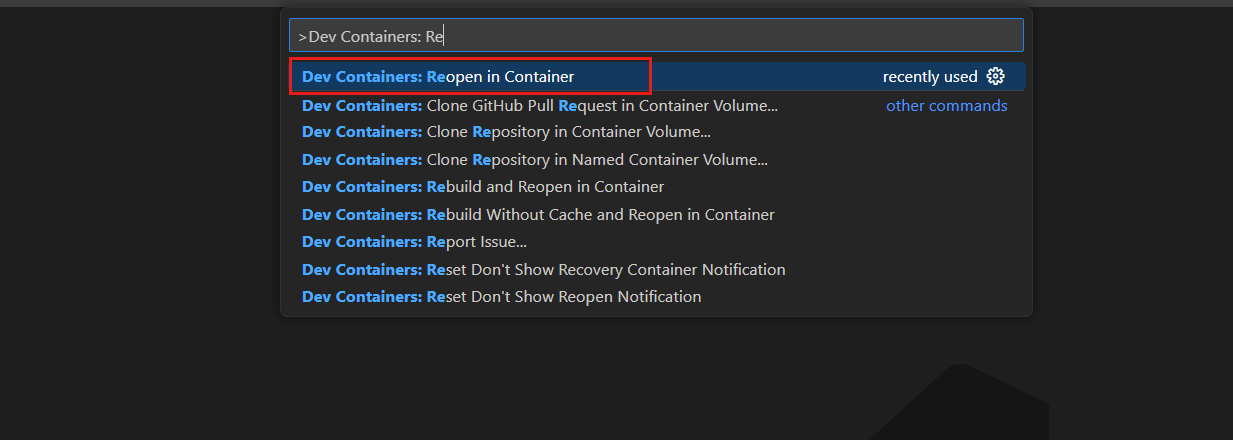 >Dev Containers: Re
Dev Containers: Reopen in Container recently used
Dev Containers: Clone GitHub Pull Request in Container Volume... other commands
Dev Containers: Clone Repository in Container Volume...
Dev Containers: Clone Repository in Named Container Volume...
Dev Containers: Rebuild and Reopen in Container
Dev Containers: Rebuild Without Cache and Reopen in Container
Dev Containers: Report Issue...
Dev Containers: Reset Don't Show Recovery Container Notification
Dev Containers: Reset Don't Show Reopen Notification